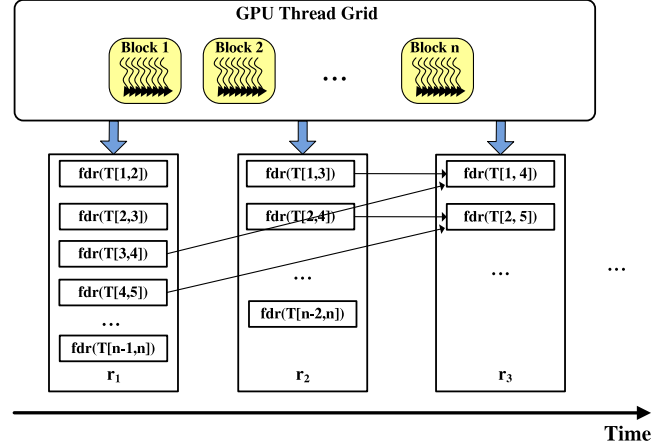 GPU Thread Grid
Block 1
Block 2
...
Block n
fdr(T[1,2])
fdr(T[2,3])
fdr(T[3,4])
fdr(T[4,5])
...
fdr(T[n-1,n])
r₁
fdr(T[1,3])
fdr(T[2,4])
...
fdr(T[n-2,n])
r₂
fdr(T[1, 4])
fdr(T[2, 5])
...
r₃
...
Time